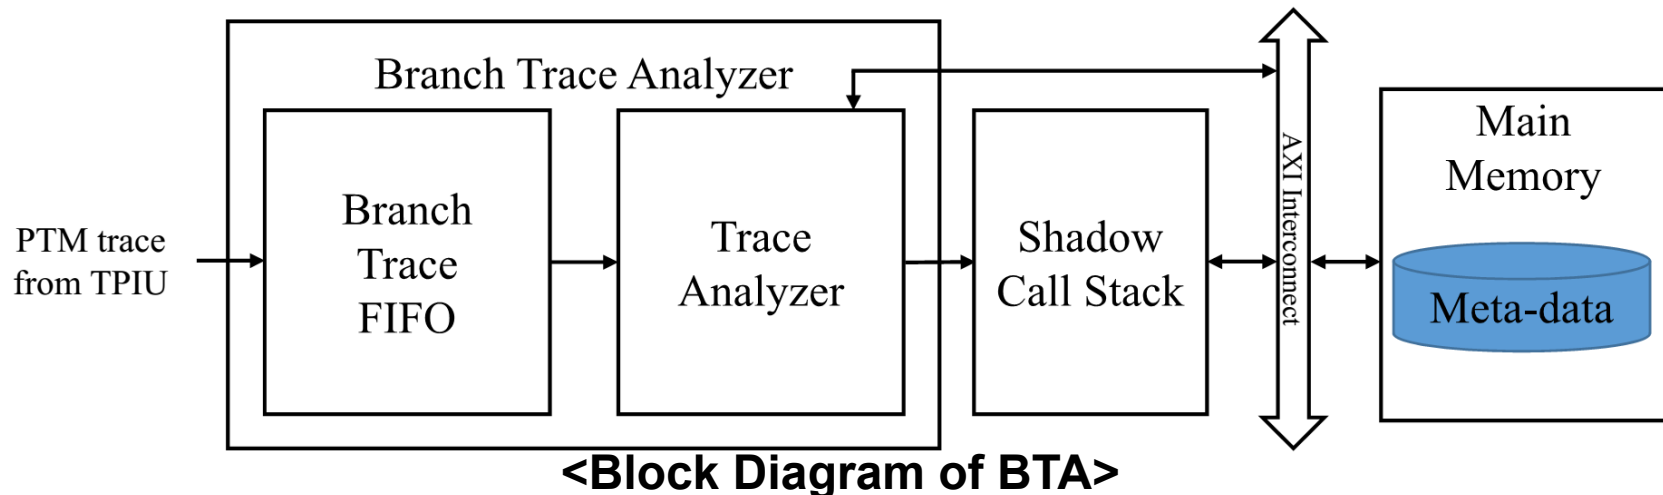 Branch Trace Analyzer
PTM trace
from TPIU
Branch
Trace
FIFO
Trace
Analyzer
Shadow
Call Stack
AXI Interconnect
Main
Memory
Meta-data
<Block Diagram of BTA>